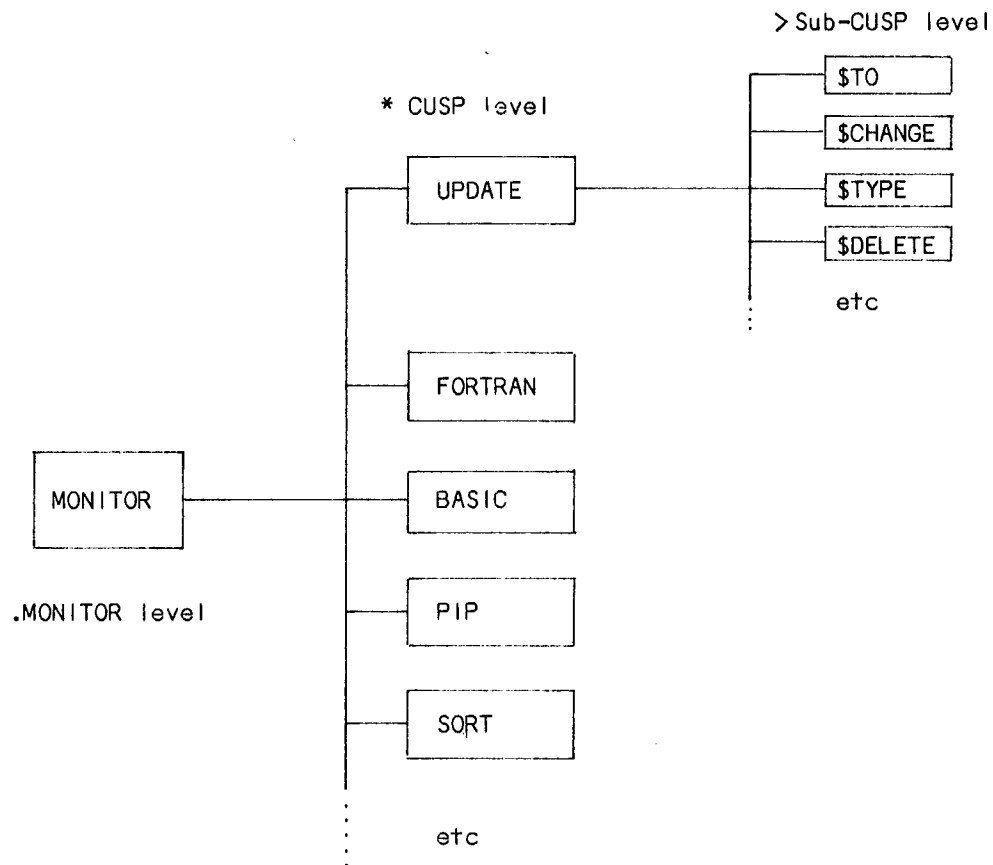 > Sub-CUSP level
$TO
* CUSP level
$CHANGE
UPDATE
$TYPE
$DELETE
etc
FORTRAN
MONITOR
BASIC
.MONITOR level
PIP
SORT
etc